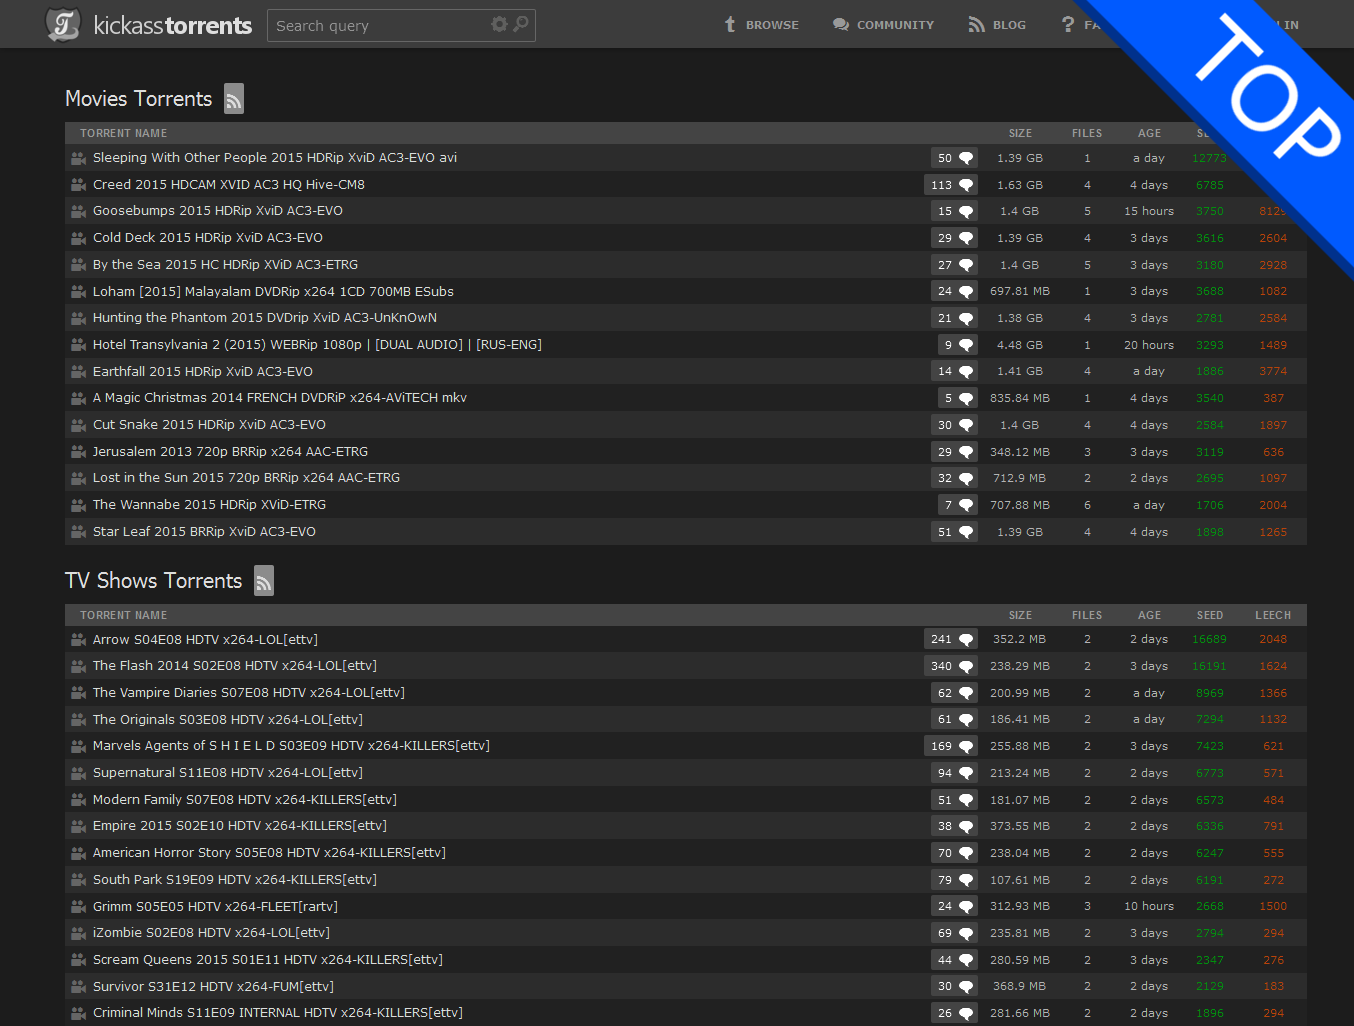 kickasstorrents Search query BROWSE COMMUNITY BLOG IN
TOP
Movies Torrents
TORRENT NAME SIZE FILES AGE
Sleeping With Other People 2015 HDRip XviD AC3-EVO avi 50 1.39 GB 1 a day 12773
Creed 2015 HDCAM XVID AC3 HQ Hive-CM8 113 1.63 GB 4 4 days 6785
Goosebumps 2015 HDRip XviD AC3-EVO 15 1.4 GB 5 15 hours 3750 8129
Cold Deck 2015 HDRip XviD AC3-EVO 29 1.39 GB 4 3 days 3616 2604
By the Sea 2015 HC HDRip XViD AC3-ETRG 27 1.4 GB 5 3 days 3180 2928
Loham [2015] Malayalam DVDRip x264 1CD 700MB ESubs 24 697.81 MB 1 3 days 3688 1082
Hunting the Phantom 2015 DVDrip XviD AC3-UnKnOwN 21 1.38 GB 4 3 days 2781 2584
Hotel Transylvania 2 (2015) WEBRip 1080p | [DUAL AUDIO] | [RUS-ENG] 9 4.48 GB 1 20 hours 3293 1489
Earthfall 2015 HDRip XviD AC3-EVO 14 1.41 GB 4 a day 1886 3774
A Magic Christmas 2014 FRENCH DVDRiP x264-AViTECH mkv 5 835.84 MB 1 4 days 3540 387
Cut Snake 2015 HDRip XviD AC3-EVO 30 1.4 GB 4 4 days 2584 1897
Jerusalem 2013 720p BRRip x264 AAC-ETRG 29 348.12 MB 3 3 days 3119 636
Lost in the Sun 2015 720p BRRip x264 AAC-ETRG 32 712.9 MB 2 2 days 2695 1097
The Wannabe 2015 HDRip XViD-ETRG 7 707.88 MB 6 a day 1706 2004
Star Leaf 2015 BRRip XviD AC3-EVO 51 1.39 GB 4 4 days 1898 1265
TV Shows Torrents
TORRENT NAME SIZE FILES AGE SEED LEECH
Arrow S04E08 HDTV x264-LOL[ettv] 241 352.2 MB 2 2 days 16689 2048
The Flash 2014 S02E08 HDTV x264-LOL[ettv] 340 238.29 MB 2 3 days 16191 1624
The Vampire Diaries S07E08 HDTV x264-LOL[ettv] 62 200.99 MB 2 a day 8969 1366
The Originals S03E08 HDTV x264-LOL[ettv] 61 186.41 MB 2 a day 7294 1132
Marvels Agents of S H I E L D S03E09 HDTV x264-KILLERS[ettv] 169 255.88 MB 2 3 days 7423 621
Supernatural S11E08 HDTV x264-LOL[ettv] 94 213.24 MB 2 2 days 6773 571
Modern Family S07E08 HDTV x264-KILLERS[ettv] 51 181.07 MB 2 2 days 6573 484
Empire 2015 S02E10 HDTV x264-KILLERS[ettv] 38 373.55 MB 2 2 days 6336 791
American Horror Story S05E08 HDTV x264-KILLERS[ettv] 70 238.04 MB 2 2 days 6247 555
South Park S19E09 HDTV x264-KILLERS[ettv] 79 107.61 MB 2 2 days 6191 272
Grimm S05E05 HDTV x264-FLEET[rartv] 24 312.93 MB 3 10 hours 2668 1500
iZombie S02E08 HDTV x264-LOL[ettv] 69 235.81 MB 2 3 days 2794 294
Scream Queens 2015 S01E11 HDTV x264-KILLERS[ettv] 44 280.59 MB 2 3 days 2347 276
Survivor S31E12 HDTV x264-FUM[ettv] 30 368.9 MB 2 2 days 2129 183
Criminal Minds S11E09 INTERNAL HDTV x264-KILLERS[ettv] 26 281.66 MB 2 2 days 1896 294